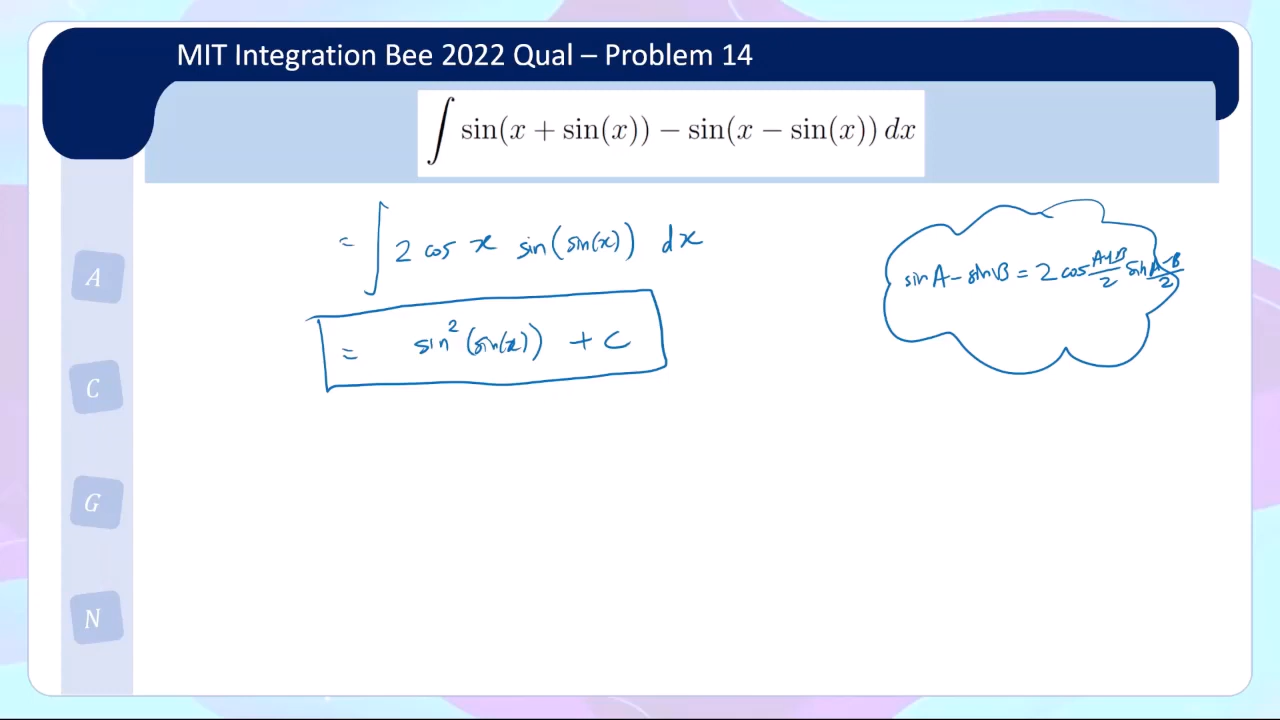 MIT Integration Bee 2022 Qual – Problem 14
∫ sin(x + sin(x)) − sin(x − sin(x)) dx
= ∫ 2 cos x sin(sin(x)) dx
sin A − sin B = 2 cos (A+B)/2 sin (A−B)/2
= sin²(sin(x)) + C
A
C
G
N